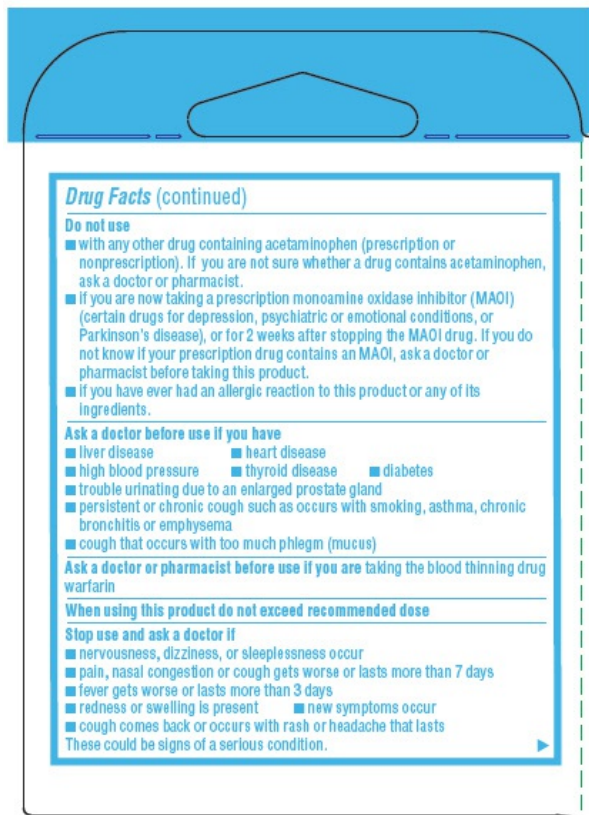 Drug Facts (continued)
Do not use
■ with any other drug containing acetaminophen (prescription or
nonprescription). If you are not sure whether a drug contains acetaminophen,
ask a doctor or pharmacist.
■ if you are now taking a prescription monoamine oxidase inhibitor (MAOI)
(certain drugs for depression, psychiatric or emotional conditions, or
Parkinson's disease), or for 2 weeks after stopping the MAOI drug. If you do
not know if your prescription drug contains an MAOI, ask a doctor or
pharmacist before taking this product.
■ if you have ever had an allergic reaction to this product or any of its
ingredients.
Ask a doctor before use if you have
■ liver disease ■ heart disease
■ high blood pressure ■ thyroid disease ■ diabetes
■ trouble urinating due to an enlarged prostate gland
■ persistent or chronic cough such as occurs with smoking, asthma, chronic
bronchitis or emphysema
■ cough that occurs with too much phlegm (mucus)
Ask a doctor or pharmacist before use if you are taking the blood thinning drug
warfarin
When using this product do not exceed recommended dose
Stop use and ask a doctor if
■ nervousness, dizziness, or sleeplessness occur
■ pain, nasal congestion or cough gets worse or lasts more than 7 days
■ fever gets worse or lasts more than 3 days
■ redness or swelling is present ■ new symptoms occur
■ cough comes back or occurs with rash or headache that lasts
These could be signs of a serious condition.